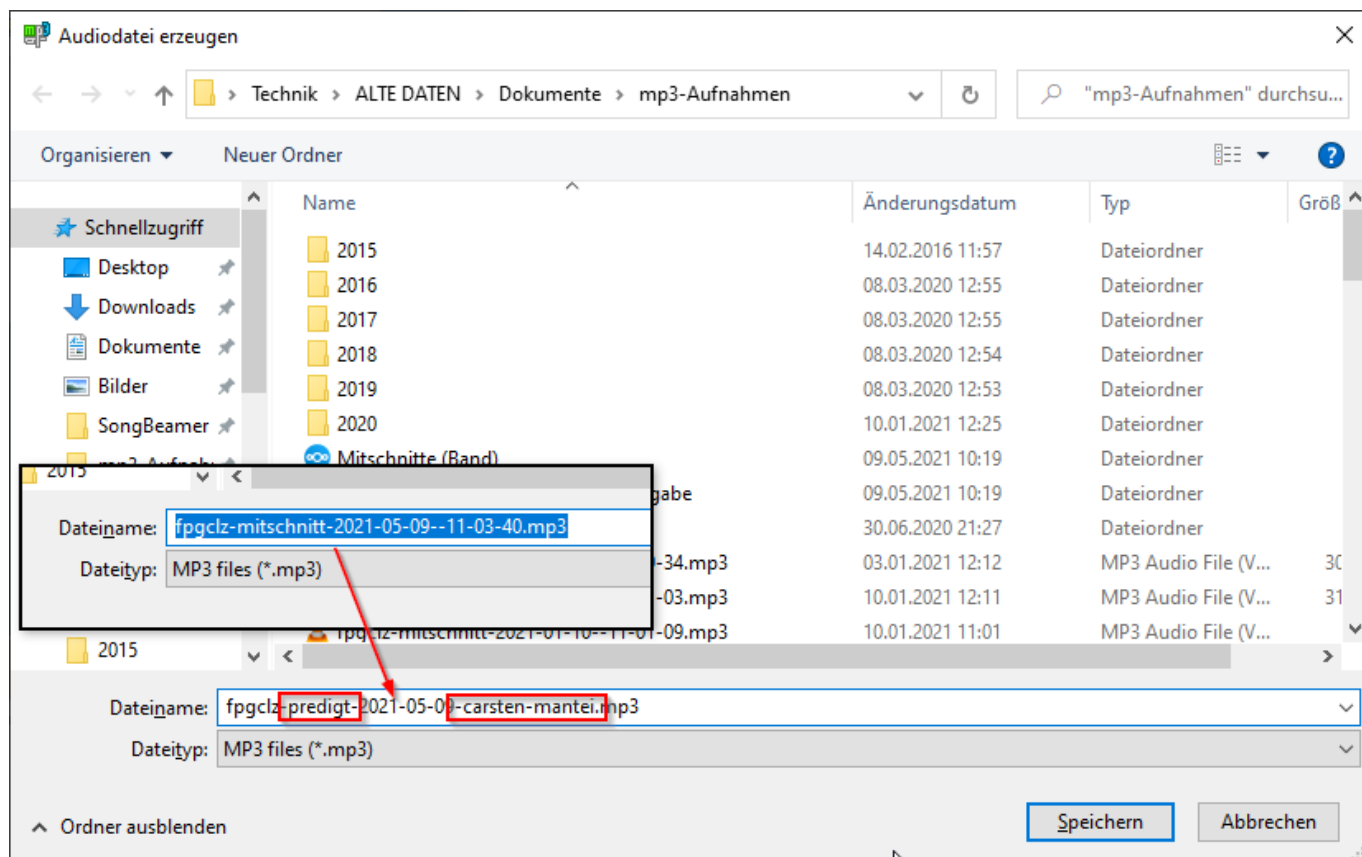 Audiodatei erzeugen
Technik > ALTE DATEN > Dokumente > mp3-Aufnahmen
"mp3-Aufnahmen" durchsu...
Organisieren
Neuer Ordner
Name
Änderungsdatum
Typ
Größ
Schnellzugriff
Desktop
Downloads
Dokumente
Bilder
SongBeamer
2015 14.02.2016 11:57 Dateiordner
2016 08.03.2020 12:55 Dateiordner
2017 08.03.2020 12:55 Dateiordner
2018 08.03.2020 12:54 Dateiordner
2019 08.03.2020 12:53 Dateiordner
2020 10.01.2021 12:25 Dateiordner
Mitschnitte (Band) 09.05.2021 10:19 Dateiordner
gabe 09.05.2021 10:19 Dateiordner
30.06.2020 21:27 Dateiordner
-34.mp3 03.01.2021 12:12 MP3 Audio File (V... 30
-03.mp3 10.01.2021 12:11 MP3 Audio File (V... 31
fpgclz-mitschnitt-2021-01-10--11-01-09.mp3 10.01.2021 11:01 MP3 Audio File (V...
2015
Dateiname: fpgclz-mitschnitt-2021-05-09--11-03-40.mp3
Dateityp: MP3 files (*.mp3)
2015
Dateiname: fpgclz-predigt-2021-05-09-carsten-mantei.mp3
Dateityp: MP3 files (*.mp3)
Ordner ausblenden
Speichern
Abbrechen